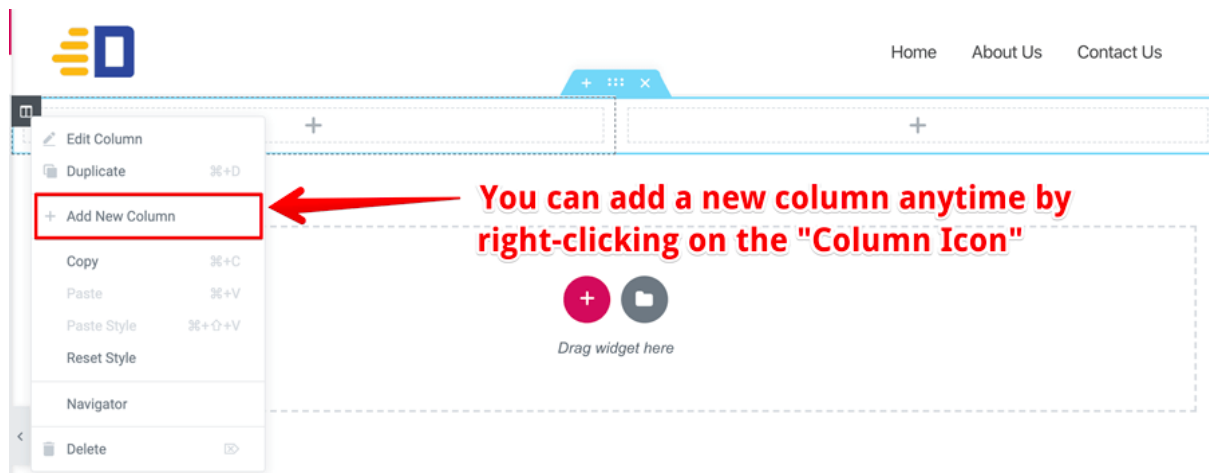 D
Home About Us Contact Us
Edit Column
Duplicate ⌘+D
Add New Column
You can add a new column anytime by
right-clicking on the "Column Icon"
Copy ⌘+C
Paste ⌘+V
Paste Style ⌘+⇧+V
Reset Style
Drag widget here
Navigator
Delete ⌦